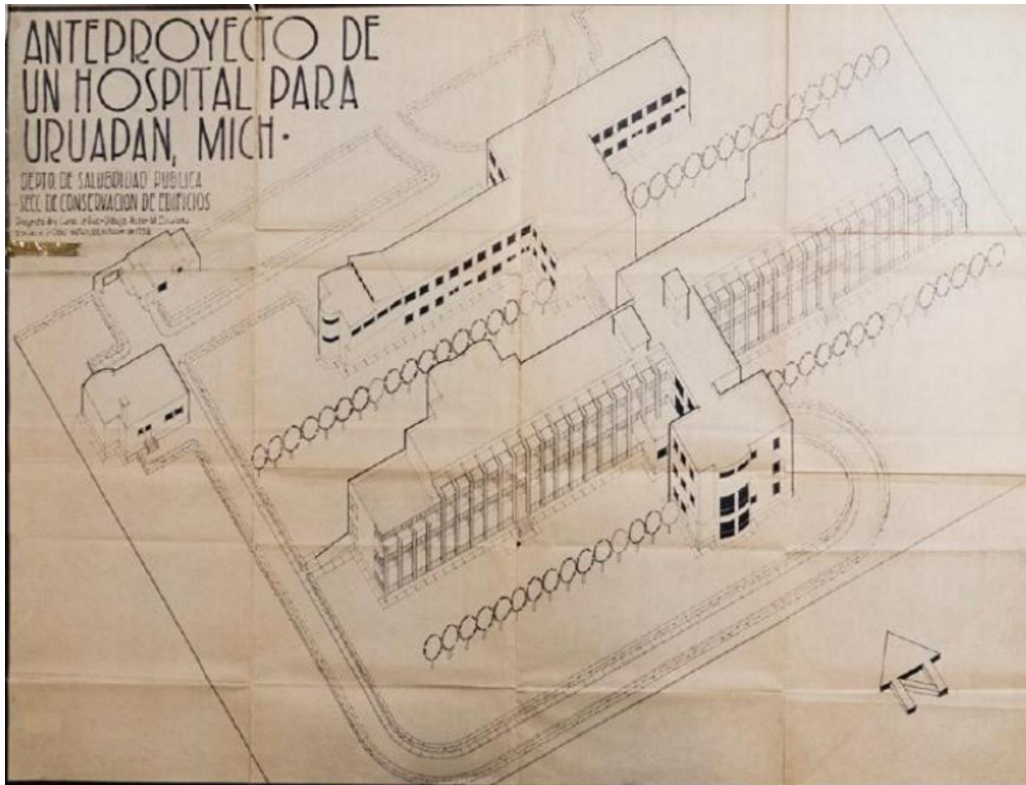 ANTEPROYECTO DE
UN HOSPITAL PARA
URUAPAN, MICH·
DEPTO. DE SALUBRIDAD PUBLICA
SECC. DE CONSERVACION DE EDIFICIOS